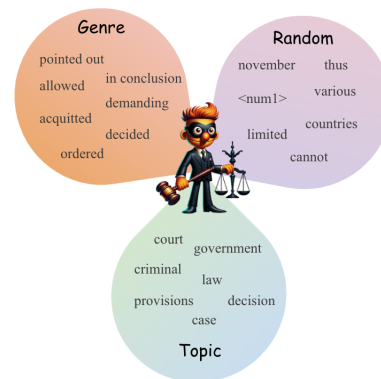 Genre
pointed out
allowed
in conclusion
demanding
acquitted
decided
ordered
Random
november
thus
<num1>
various
limited
countries
cannot
court
government
criminal
law
provisions
decision
case
Topic